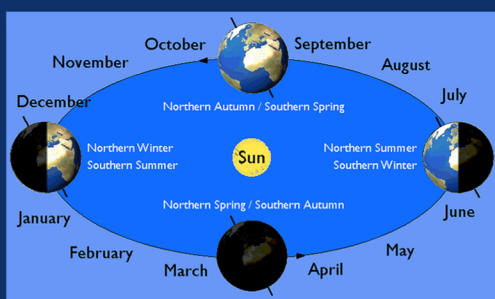 October
September
November
August
December
July
Northern Autumn / Southern Spring
Northern Winter
Southern Summer
Sun
Northern Summer
Southern Winter
Northern Spring / Southern Autumn
January
June
February
May
March
April